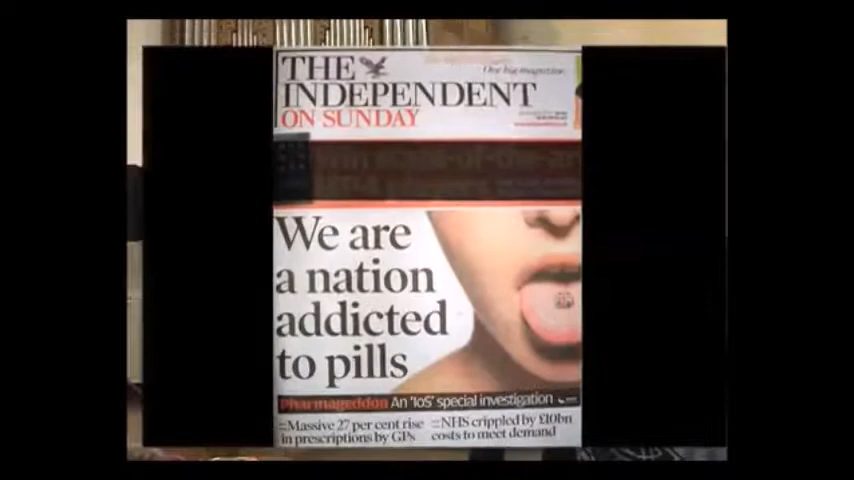 THE
INDEPENDENT
ON SUNDAY
One big magazine.
We are
a nation
addicted
to pills
Pharmageddon An 'IoS' special investigation
Massive 27 per cent rise
in prescriptions by GPs
NHS crippled by £10bn
costs to meet demand